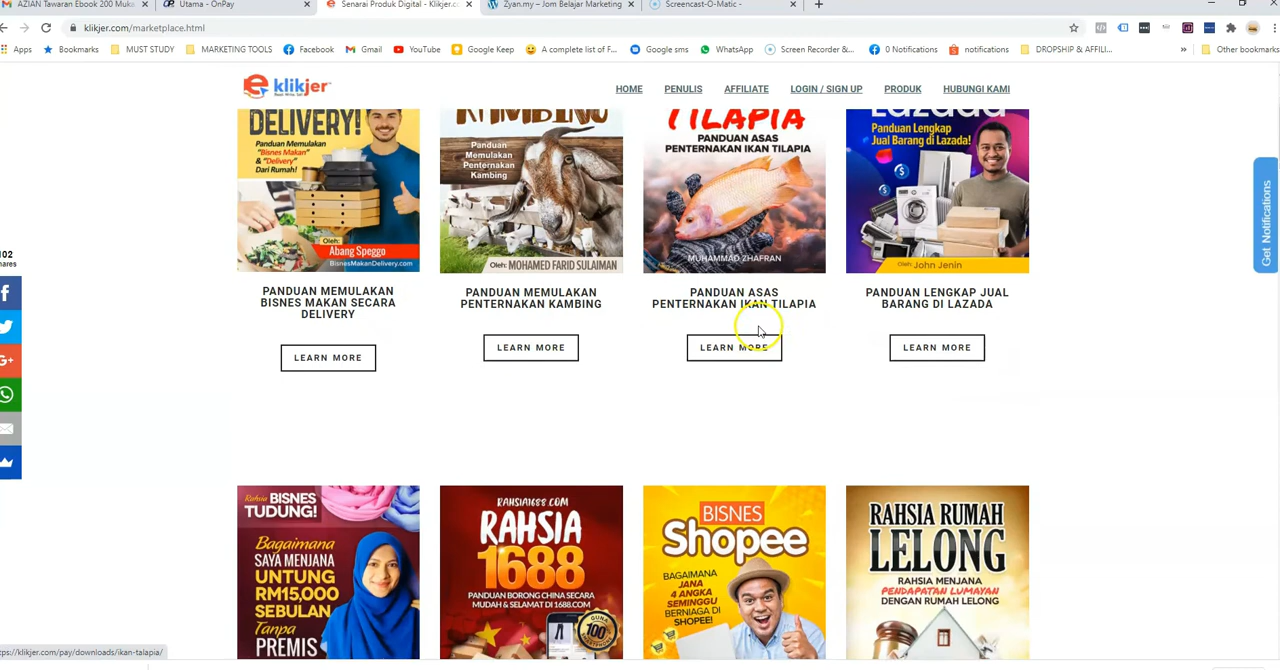 AZIAN Tawaran Ebook 200 Muka
Utama - OnPay
Senarai Produk Digital - Klikjer.c
Zyan.my – Jom Belajar Marketing
Screencast-O-Matic -
klikjer.com/marketplace.html
Apps
Bookmarks
MUST STUDY
MARKETING TOOLS
Facebook
Gmail
YouTube
Google Keep
A complete list of F...
Google sms
WhatsApp
Screen Recorder &...
0 Notifications
notifications
DROPSHIP & AFFILI...
Other bookmarks
klikjer
HOME
PENULIS
AFFILIATE
LOGIN / SIGN UP
PRODUK
HUBUNGI KAMI
DELIVERY!
Panduan Memulakan
"Bisnes Makan"
& "Delivery"
Dari Rumah!
Oleh:
Abang Speggo
BisnesMakanDelivery.com
KAMBING
Panduan
Memulakan
Penternakan
Kambing
Oleh: MOHAMED FARID SULAIMAN
TILAPIA
PANDUAN ASAS
PENTERNAKAN IKAN TILAPIA
MUHAMMAD ZHAFRAN
Lazada
Panduan Lengkap
Jual Barang di Lazada!
Oleh: John Jenin
PANDUAN MEMULAKAN
BISNES MAKAN SECARA
DELIVERY
PANDUAN MEMULAKAN
PENTERNAKAN KAMBING
PANDUAN ASAS
PENTERNAKAN IKAN TILAPIA
PANDUAN LENGKAP JUAL
BARANG DI LAZADA
LEARN MORE
LEARN MORE
LEARN MORE
LEARN MORE
102
hares
Get Notifications
Rahsia BISNES
TUDUNG!
Bagaimana
SAYA MENJANA
UNTUNG
RM15,000
SEBULAN
Tanpa
PREMIS
RAHSIA1688.COM
RAHSIA
1688
PANDUAN BORONG CHINA SECARA
MUDAH & SELAMAT DI 1688.COM
GUNA
100%
BISNES
Shopee
BAGAIMANA
JANA
4 ANGKA
SEMINGGU
BERNIAGA DI
SHOPEE!
RAHSIA RUMAH
LELONG
RAHSIA MENJANA
PENDAPATAN LUMAYAN
DENGAN RUMAH LELONG
ttps://klikjer.com/pay/downloads/ikan-talapia/